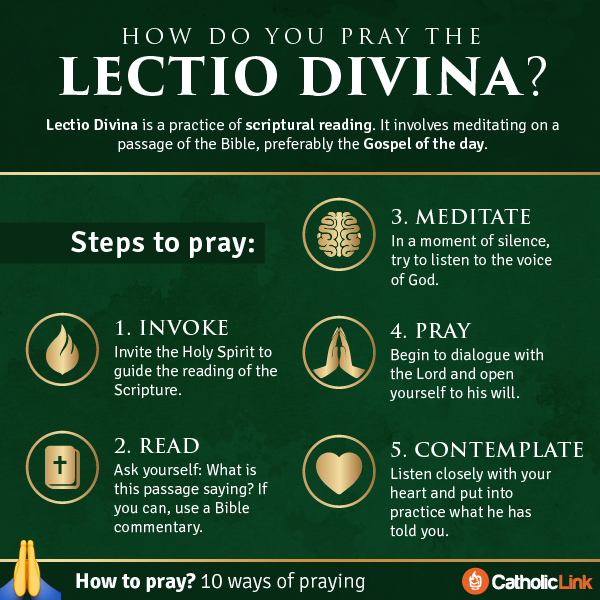 HOW DO YOU PRAY THE
LECTIO DIVINA?
Lectio Divina is a practice of scriptural reading. It involves meditating on a
passage of the Bible, preferably the Gospel of the day.
Steps to pray:
1. INVOKE
Invite the Holy Spirit to
guide the reading of the
Scripture.
2. READ
Ask yourself: What is
this passage saying? If
you can, use a Bible
commentary.
3. MEDITATE
In a moment of silence,
try to listen to the voice
of God.
4. PRAY
Begin to dialogue with
the Lord and open
yourself to his will.
5. CONTEMPLATE
Listen closely with your
heart and put into
practice what he has
told you.
How to pray? 10 ways of praying
CatholicLink